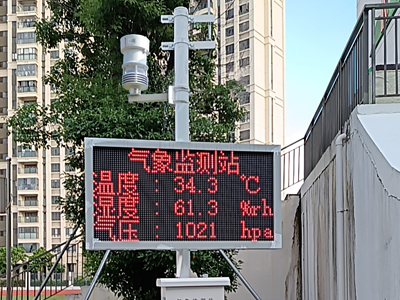 气象监测站
温度：34.3 ℃
湿度：61.3 %rh
气压：1021 hpa